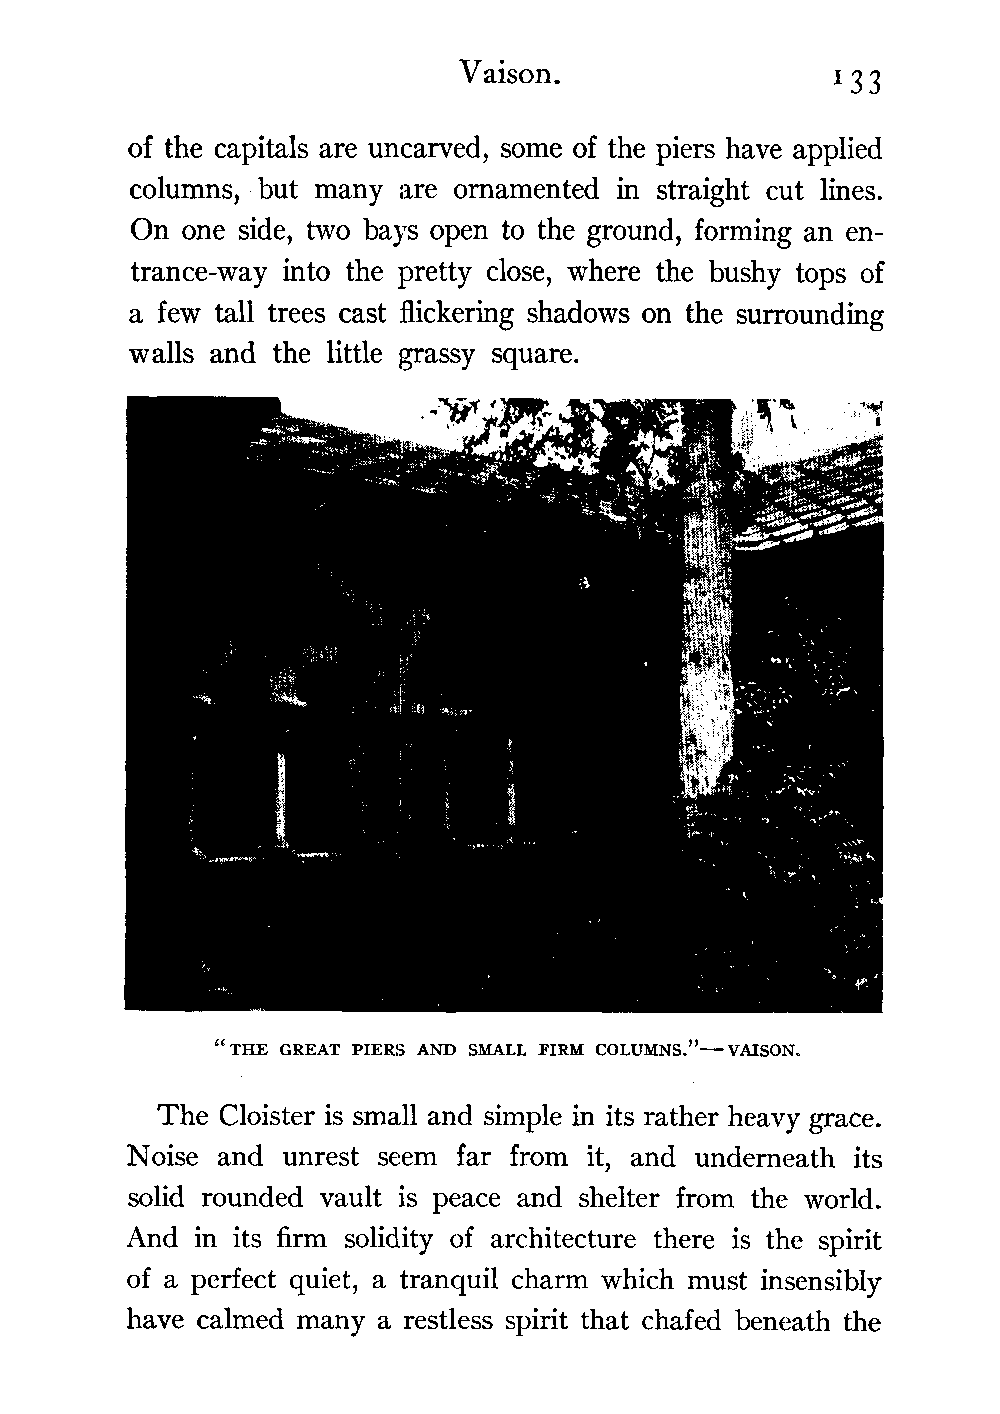 Vaison. 133
of the capitals are uncarved, some of the piers have applied
columns, but many are ornamented in straight cut lines.
On one side, two bays open to the ground, forming an en-
trance-way into the pretty close, where the bushy tops of
a few tall trees cast flickering shadows on the surrounding
walls and the little grassy square.
“THE GREAT PIERS AND SMALL FIRM COLUMNS.”—VAISON.
The Cloister is small and simple in its rather heavy grace.
Noise and unrest seem far from it, and underneath its
solid rounded vault is peace and shelter from the world.
And in its firm solidity of architecture there is the spirit
of a perfect quiet, a tranquil charm which must insensibly
have calmed many a restless spirit that chafed beneath the